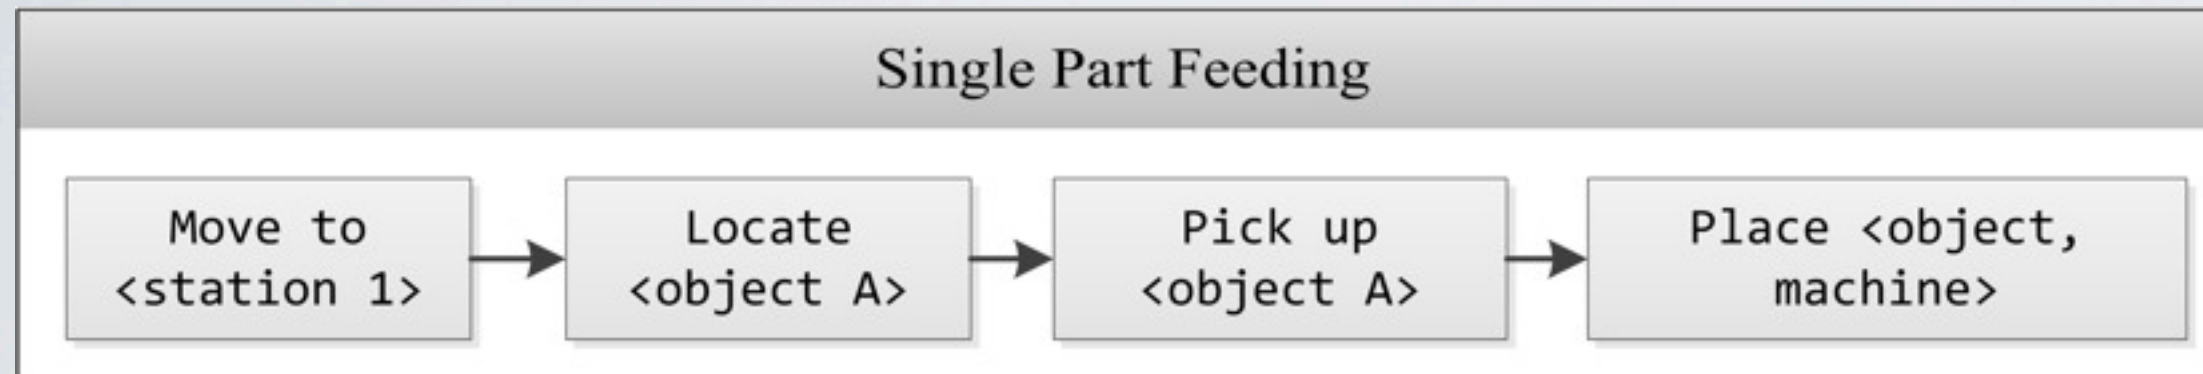 Single Part Feeding
Move to
<station 1>
Locate
<object A>
Pick up
<object A>
Place <object,
machine>